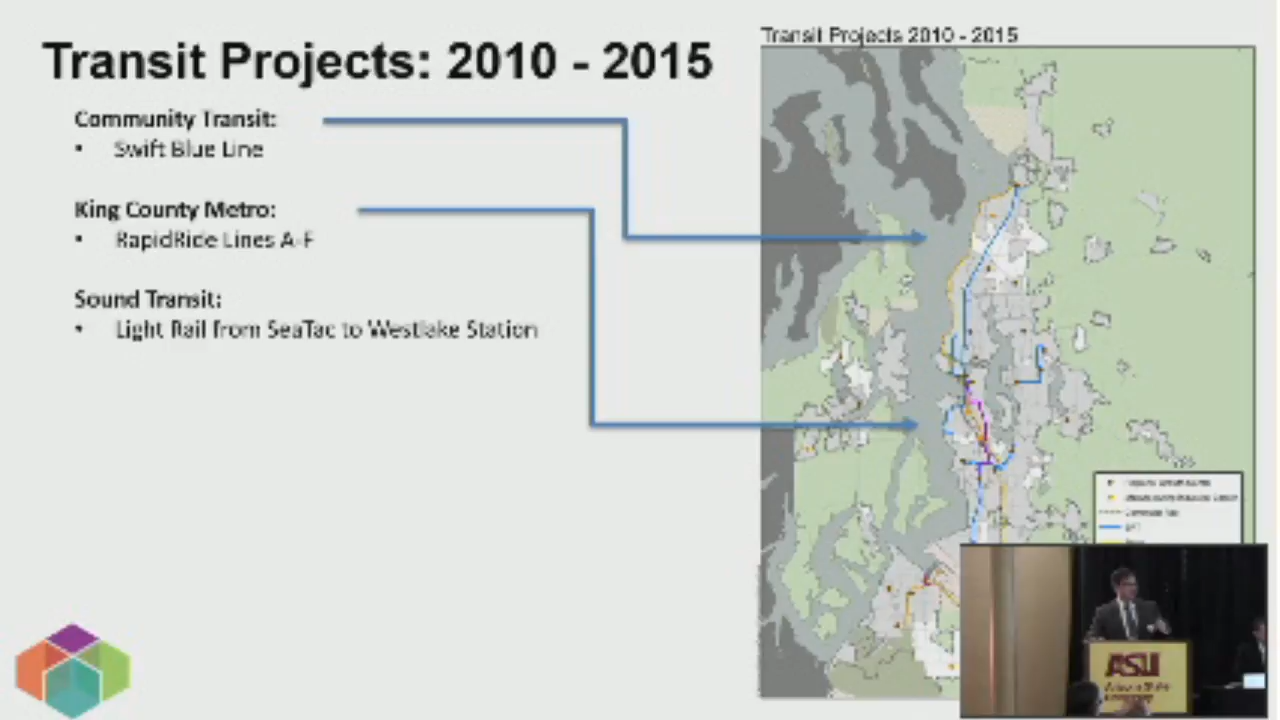 Transit Projects: 2010 - 2015
Community Transit:
• Swift Blue Line
King County Metro:
• RapidRide Lines A-F
Sound Transit:
• Light Rail from SeaTac to Westlake Station
Transit Projects 2010 - 2015
ASU